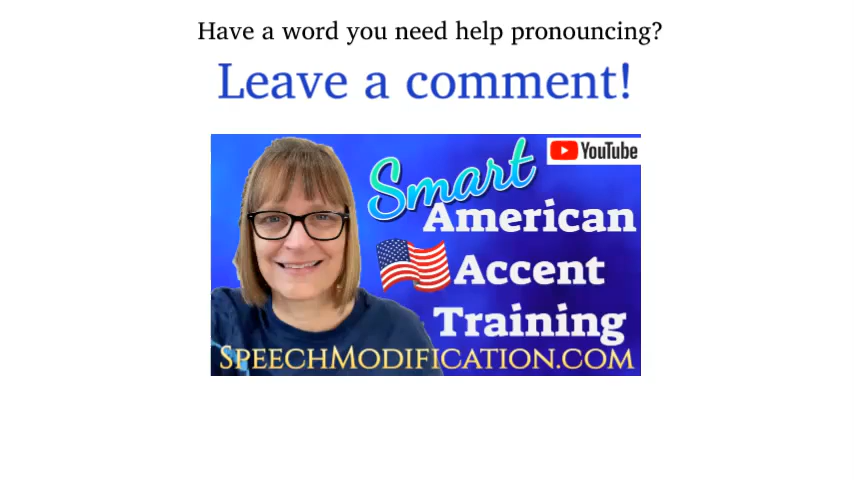 Have a word you need help pronouncing?
Leave a comment!
YouTube
Smart
American
Accent
Training
SPEECHMODIFICATION.COM